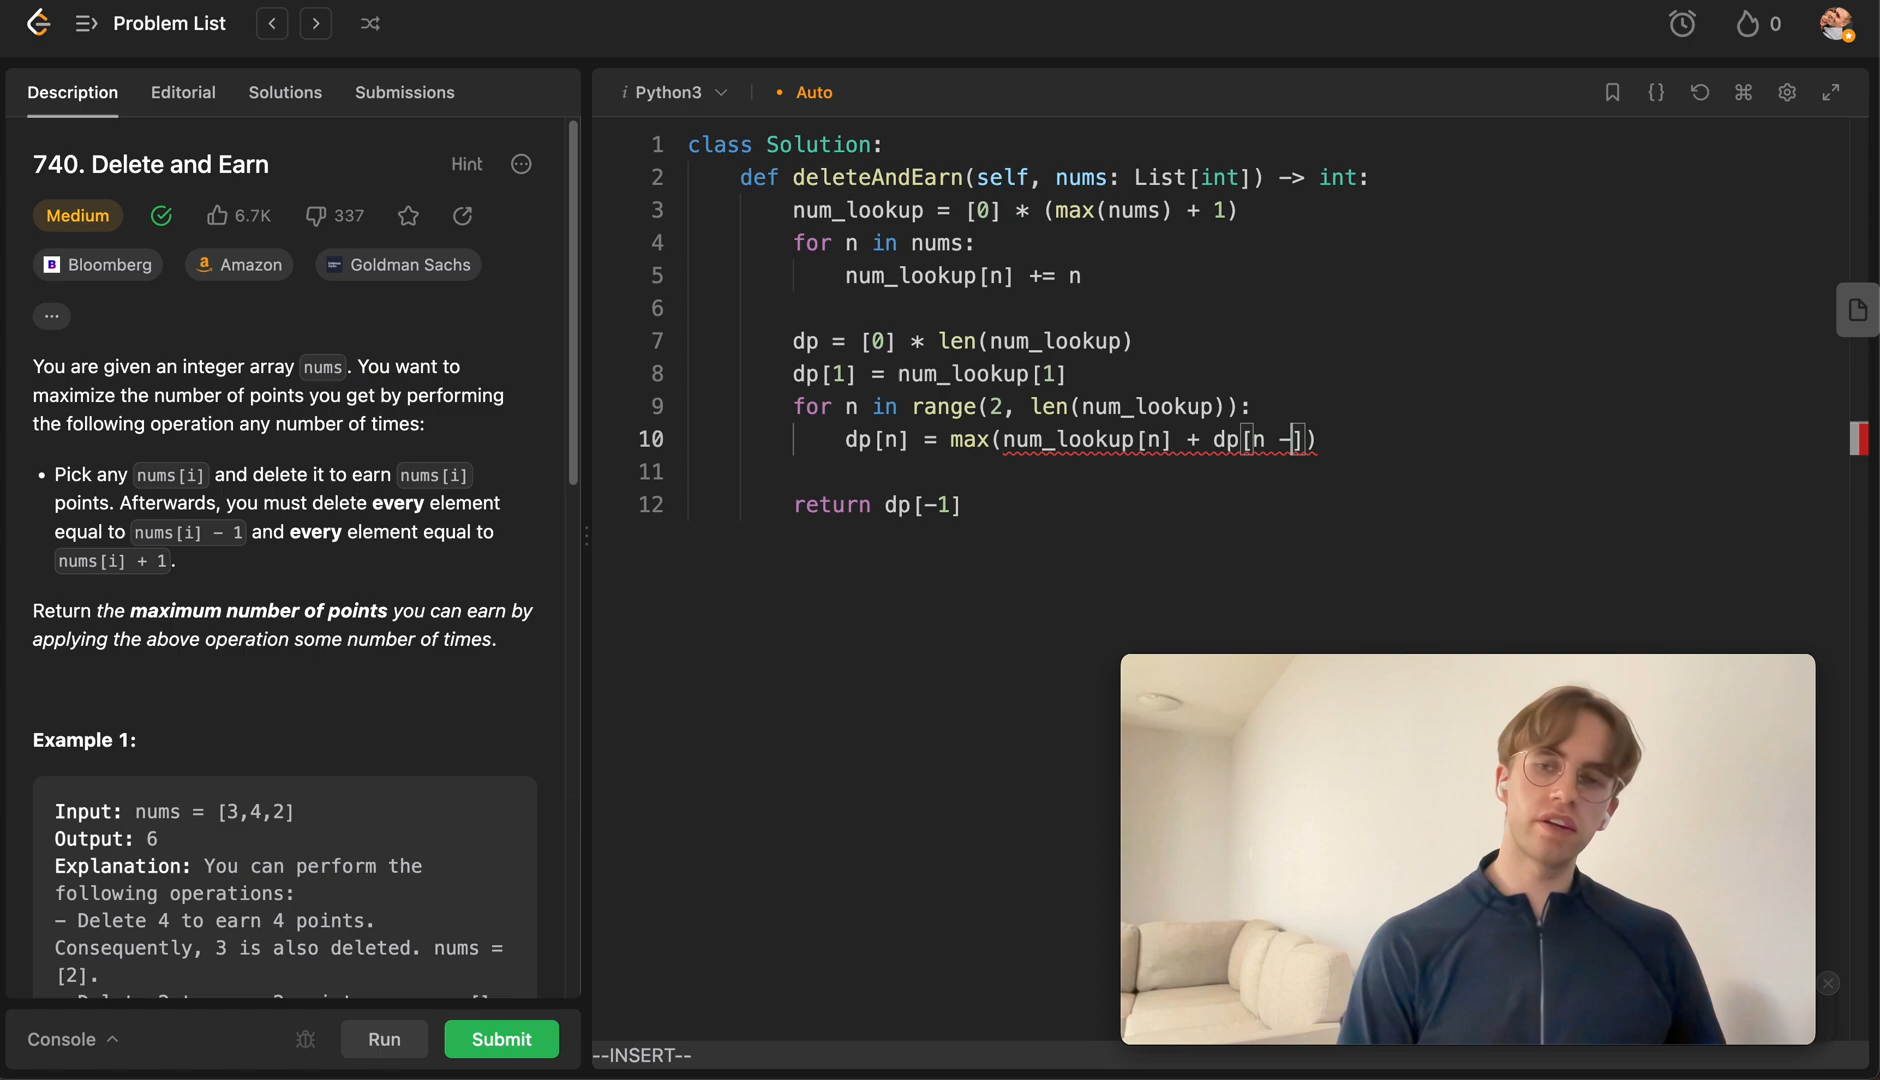 Problem List
0
Description Editorial Solutions Submissions
740. Delete and Earn
Hint
Medium 6.7K 337
B Bloomberg a Amazon Goldman Sachs
...
You are given an integer array nums. You want to
maximize the number of points you get by performing
the following operation any number of times:
• Pick any nums[i] and delete it to earn nums[i]
points. Afterwards, you must delete every element
equal to nums[i] - 1 and every element equal to
nums[i] + 1.
Return the maximum number of points you can earn by
applying the above operation some number of times.
Example 1:
Input: nums = [3,4,2]
Output: 6
Explanation: You can perform the
following operations:
- Delete 4 to earn 4 points.
Consequently, 3 is also deleted. nums =
[2].
Console Run Submit
i Python3 • Auto
{}
1 class Solution:
2 def deleteAndEarn(self, nums: List[int]) -> int:
3 num_lookup = [0] * (max(nums) + 1)
4 for n in nums:
5 num_lookup[n] += n
6
7 dp = [0] * len(num_lookup)
8 dp[1] = num_lookup[1]
9 for n in range(2, len(num_lookup)):
10 dp[n] = max(num_lookup[n] + dp[n -])
11
12 return dp[-1]
--INSERT--